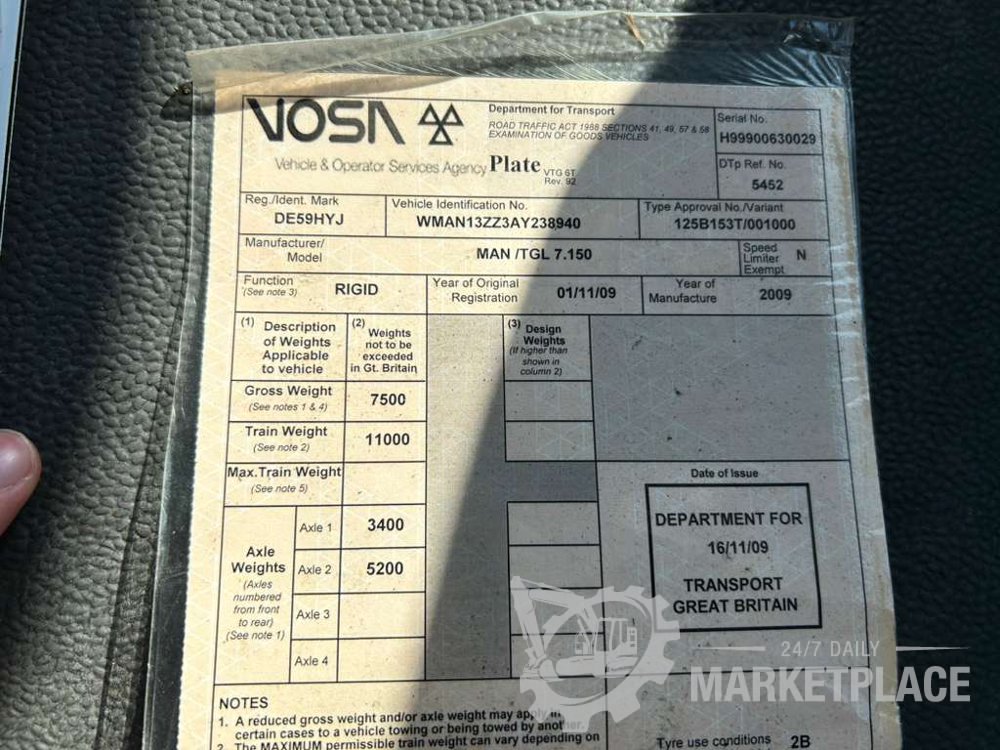 VOSA
Department for Transport
ROAD TRAFFIC ACT 1988 SECTIONS 41, 49, 57 & 58
EXAMINATION OF GOODS VEHICLES
Vehicle & Operator Services Agency
Plate VTG 6T
Rev. 92
Serial No.
H99900630029
DTp Ref. No.
5452
Reg./Ident. Mark
DE59HYJ
Vehicle Identification No.
WMAN13ZZ3AY238940
Type Approval No./Variant
125B153T/001000
Manufacturer/
Model
MAN /TGL 7.150
Speed
Limiter
Exempt
N
Function
(See note 3)
RIGID
Year of Original
Registration
01/11/09
Year of
Manufacture
2009
(1) Description
of Weights
Applicable
to vehicle
(2) Weights
not to be
exceeded
in Gt. Britain
(3) Design
Weights
(If higher than
shown in
column 2)
Gross Weight
(See notes 1 & 4)
7500
Train Weight
(See note 2)
11000
Max.Train Weight
(See note 5)
Axle
Weights
(Axles
numbered
from front
to rear)
(See note 1)
Axle 1
3400
Axle 2
5200
Axle 3
Axle 4
Date of Issue
DEPARTMENT FOR
16/11/09
TRANSPORT
GREAT BRITAIN
NOTES
1. A reduced gross weight and/or axle weight may apply in
certain cases to a vehicle towing or being towed by another.
2. The MAXIMUM permissible train weight can vary depending on
Tyre use conditions 2B
24/7 DAILY
MARKETPLACE